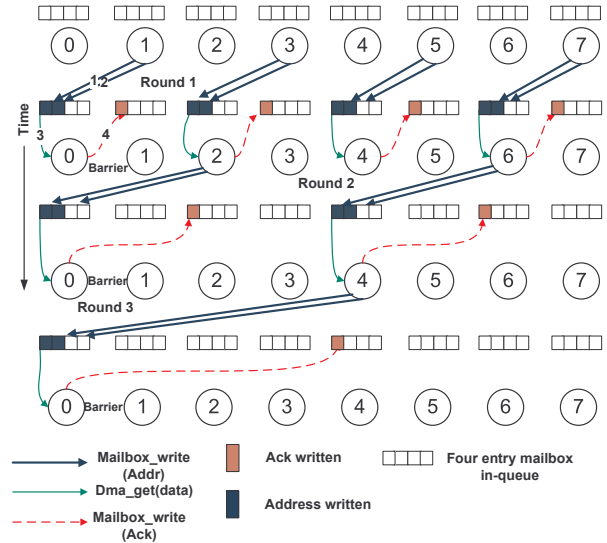 0 1 2 3 4 5 6 7
1,2
Round 1
Time
3 4
0 1 2 3 4 5 6 7
Barrier
Round 2
0 Barrier 1 2 3 4 5 6 7
Round 3
0 Barrier 1 2 3 4 5 6 7
Mailbox_write
(Addr)
Ack written
Four entry mailbox
in-queue
Dma_get(data)
Address written
Mailbox_write
(Ack)